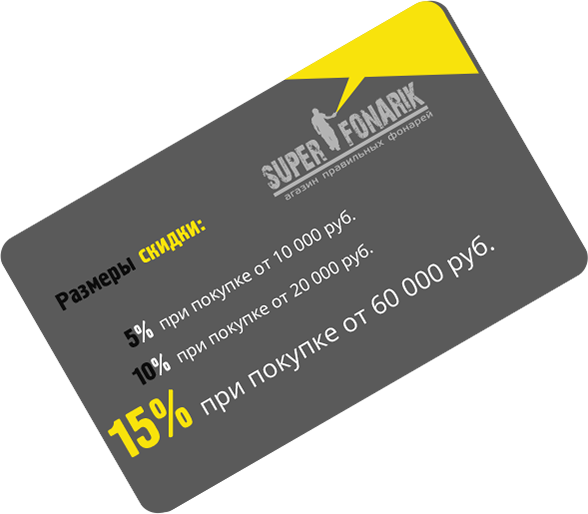 SUPER FONARIK
агазин правильных фонарей
Размеры скидки:
5% при покупке от 10 000 руб.
10% при покупке от 20 000 руб.
15% при покупке от 60 000 руб.